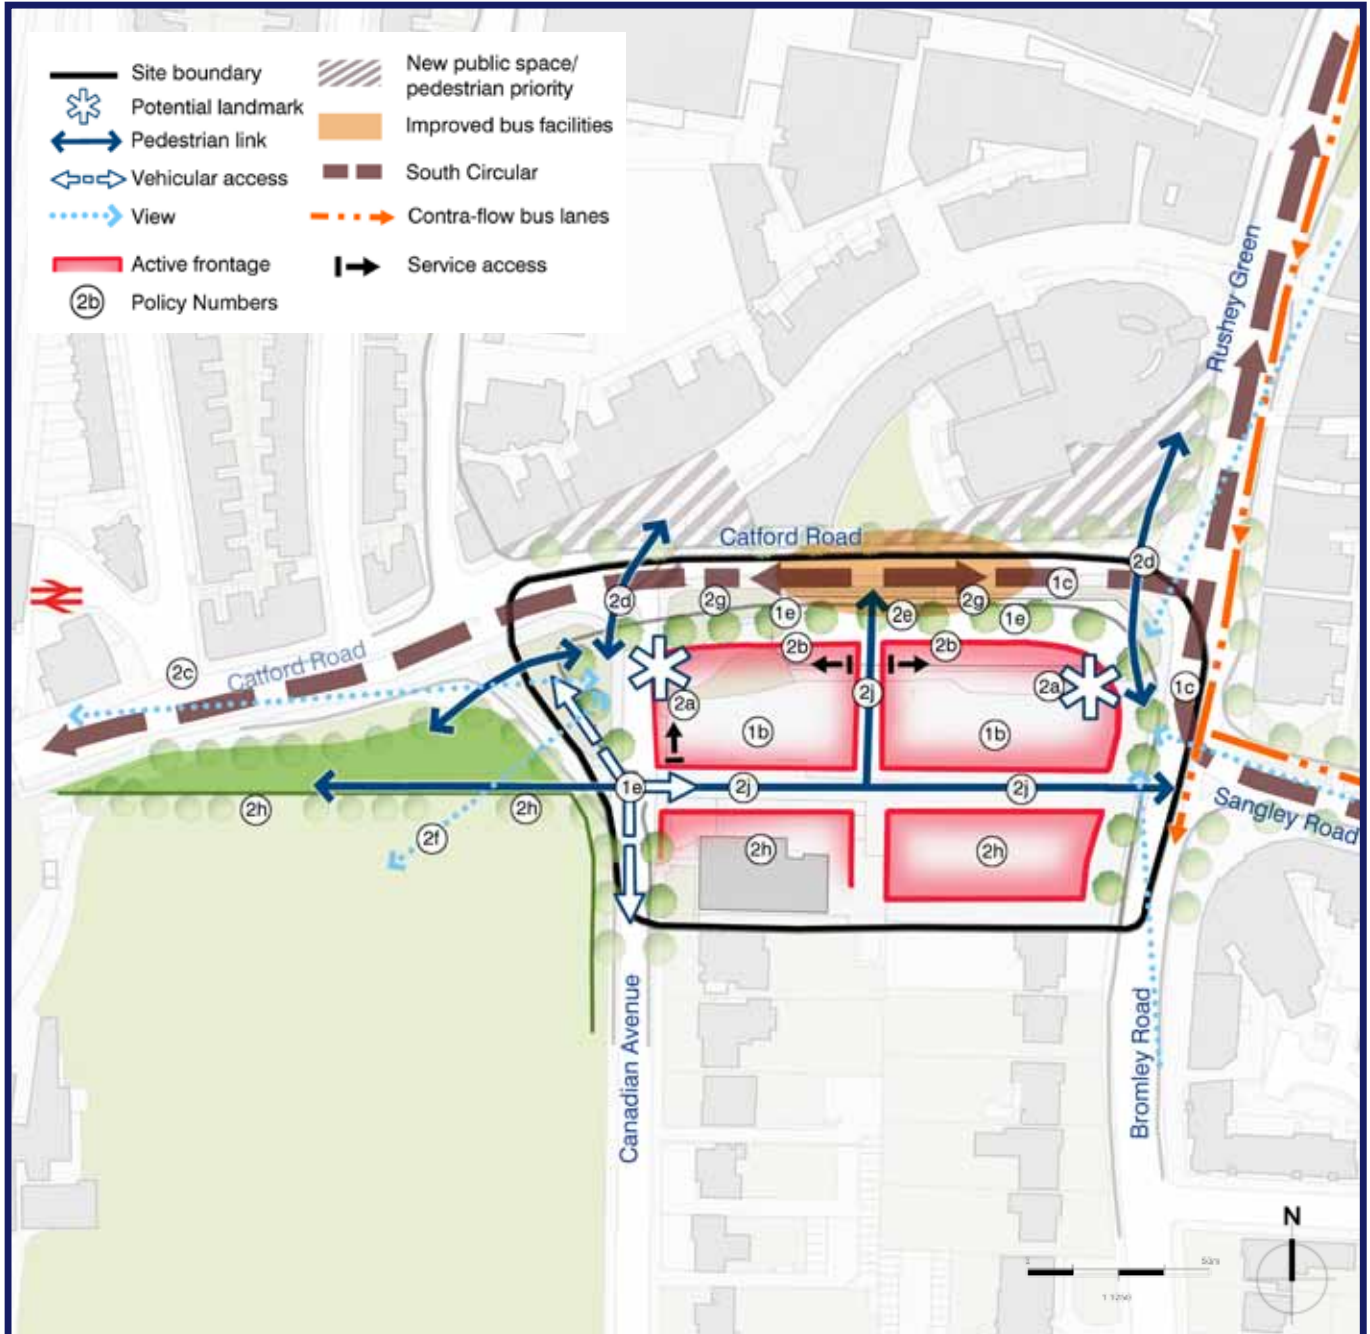 Site boundary
Potential landmark
Pedestrian link
Vehicular access
View
Active frontage
2b
Policy Numbers
New public space/
pedestrian priority
Improved bus facilities
South Circular
Contra-flow bus lanes
Service access
Rushey Green
Catford Road
2d
2d
2g
1e
2e
2g
1e
1c
2c
Catford Road
2b
2b
2a
2j
2a
1c
1b
1b
1e
2j
2j
Sangley Road
2h
2h
2f
2h
2h
Canadian Avenue
Bromley Road
N